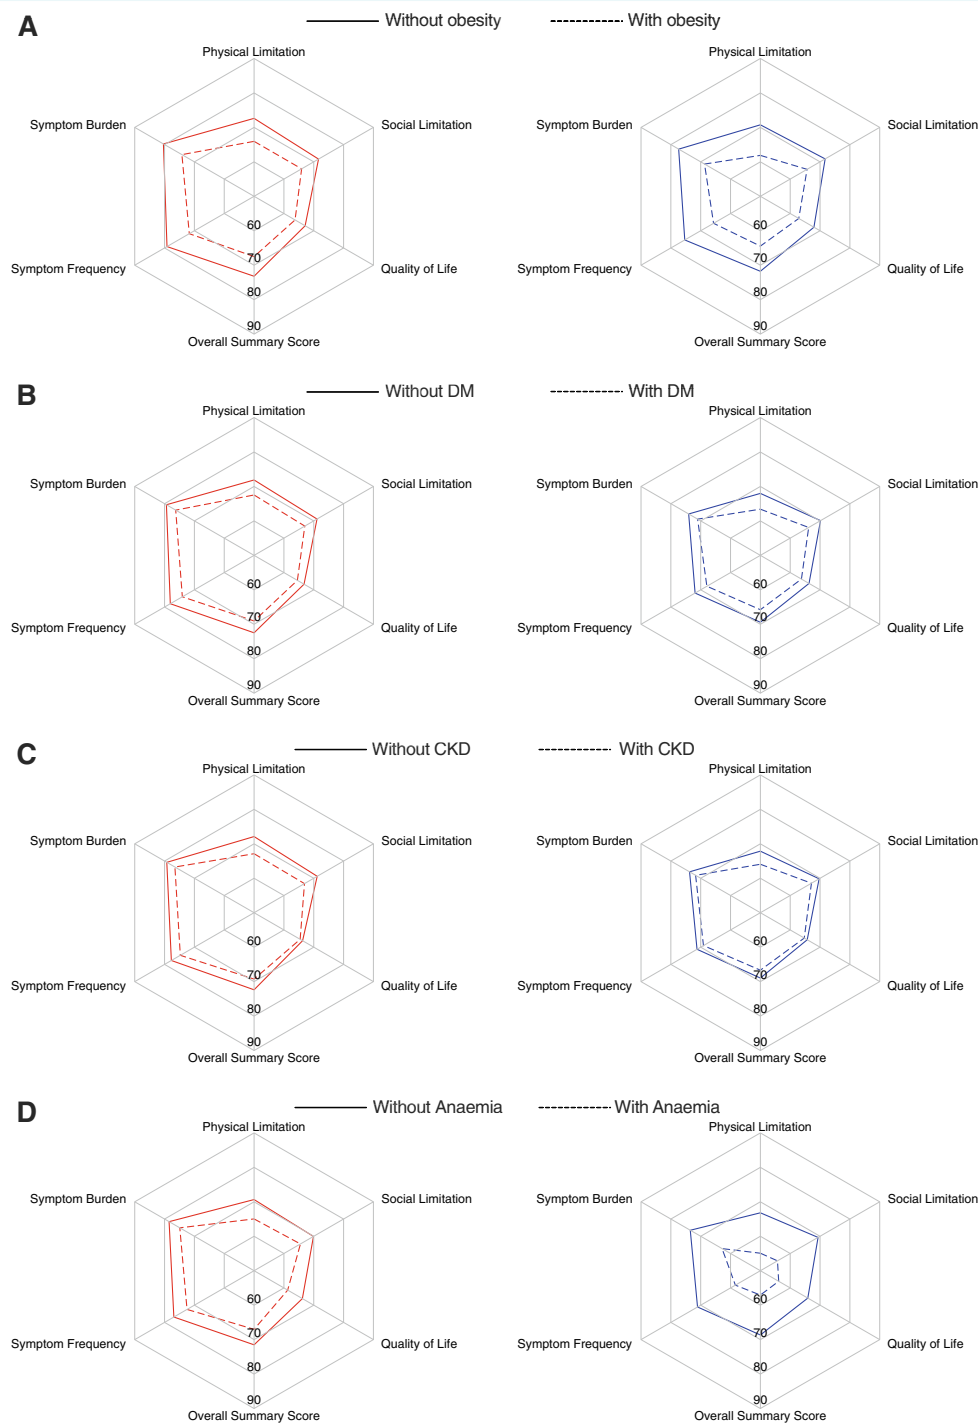 A
Without obesity
With obesity
Physical Limitation
Symptom Burden
Social Limitation
60
70
80
90
Symptom Frequency
Quality of Life
Overall Summary Score
Physical Limitation
Symptom Burden
Social Limitation
60
70
80
90
Symptom Frequency
Quality of Life
Overall Summary Score
B
Without DM
With DM
Physical Limitation
Symptom Burden
Social Limitation
60
70
80
90
Symptom Frequency
Quality of Life
Overall Summary Score
Physical Limitation
Symptom Burden
Social Limitation
60
70
80
90
Symptom Frequency
Quality of Life
Overall Summary Score
C
Without CKD
With CKD
Physical Limitation
Symptom Burden
Social Limitation
60
70
80
90
Symptom Frequency
Quality of Life
Overall Summary Score
Physical Limitation
Symptom Burden
Social Limitation
60
70
80
90
Symptom Frequency
Quality of Life
Overall Summary Score
D
Without Anaemia
With Anaemia
Physical Limitation
Symptom Burden
Social Limitation
60
70
80
90
Symptom Frequency
Quality of Life
Overall Summary Score
Physical Limitation
Symptom Burden
Social Limitation
60
70
80
90
Symptom Frequency
Quality of Life
Overall Summary Score